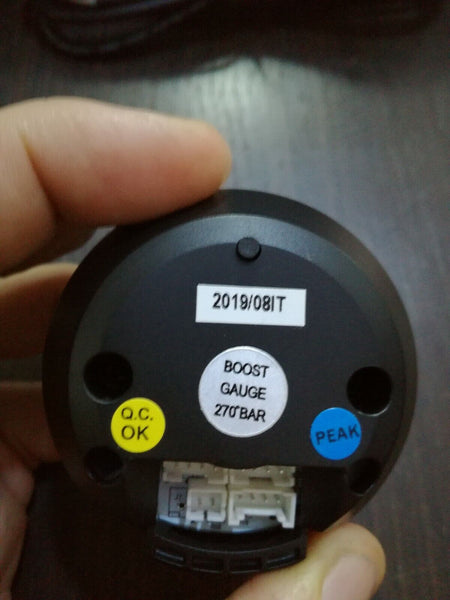 2019/08IT
BOOST
GAUGE
270°BAR
Q.C.
OK
PEAK